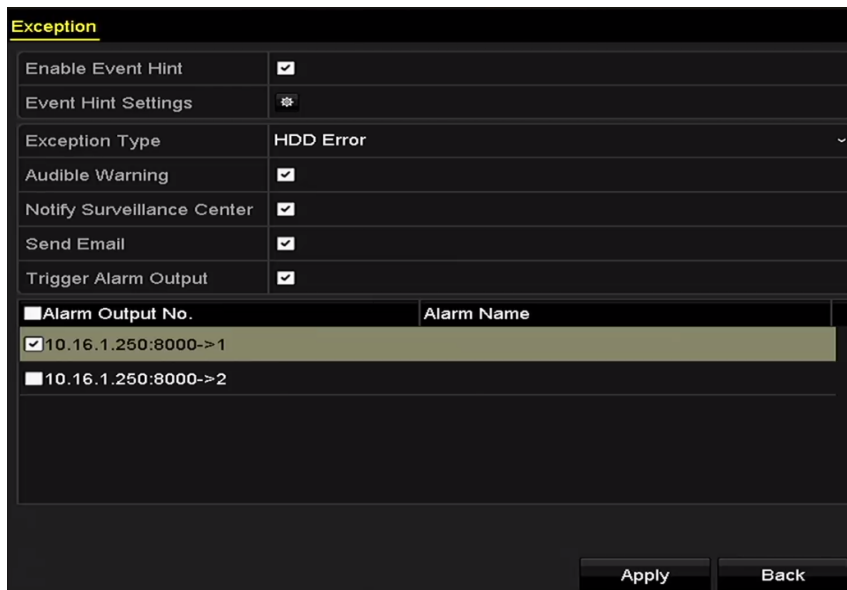 Exception
Enable Event Hint
Event Hint Settings
Exception Type HDD Error
Audible Warning
Notify Surveillance Center
Send Email
Trigger Alarm Output
Alarm Output No. Alarm Name
10.16.1.250:8000->1
10.16.1.250:8000->2
Apply Back